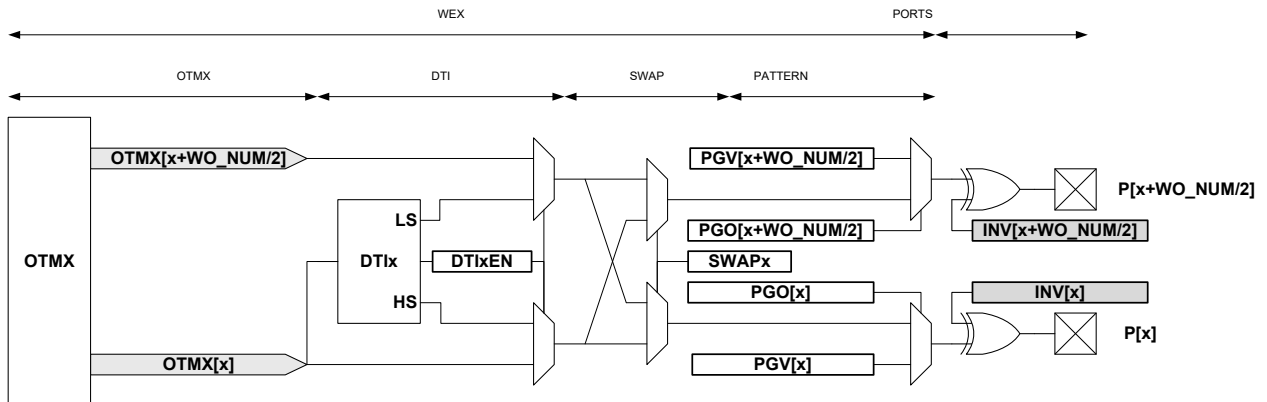 WEX
PORTS
OTMX
DTI
SWAP
PATTERN
OTMX[x+WO_NUM/2]
PGV[x+WO_NUM/2]
P[x+WO_NUM/2]
LS
PGO[x+WO_NUM/2]
INV[x+WO_NUM/2]
OTMX
DTIx
DTIxEN
SWAPx
HS
PGO[x]
INV[x]
P[x]
OTMX[x]
PGV[x]